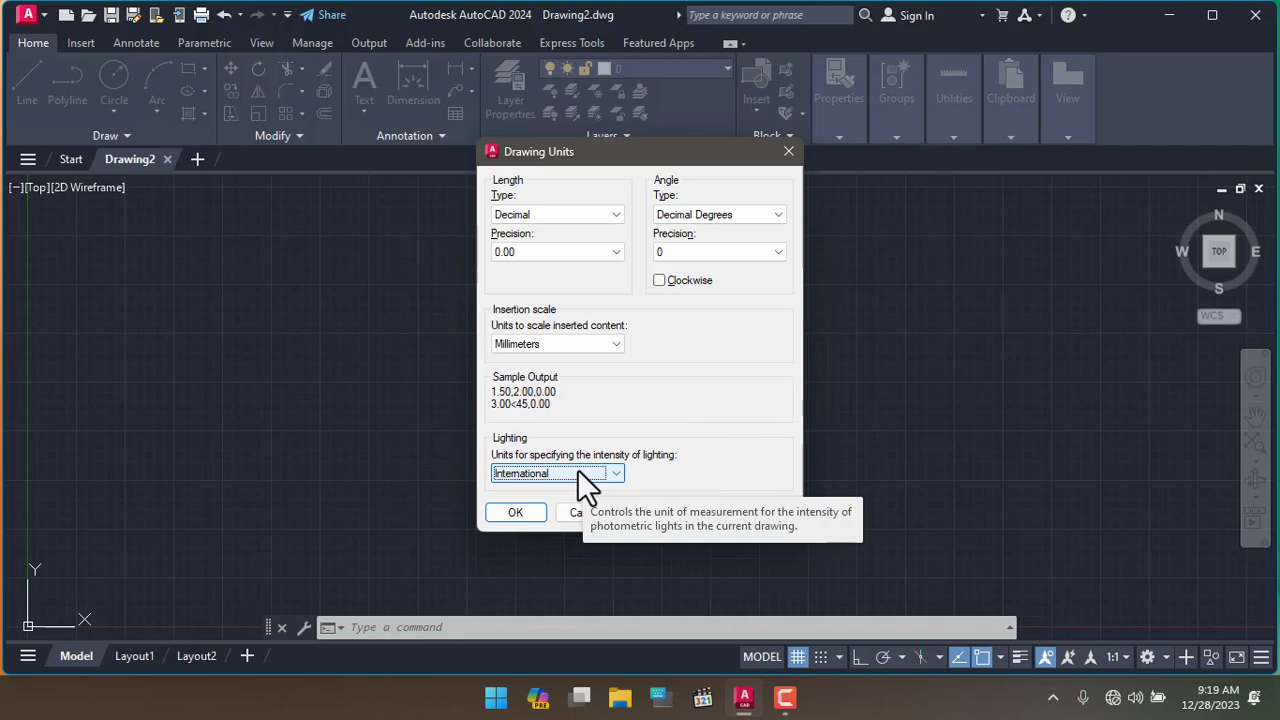 CAD
Share
Autodesk AutoCAD 2024 Drawing2.dwg
Type a keyword or phrase
Sign In
Home Insert Annotate Parametric View Manage Output Add-ins Collaborate Express Tools Featured Apps
Line Polyline Circle Arc
Text Dimension
Layer
Properties
0
Insert
Properties
Groups
Utilities
Clipboard
View
Draw
Modify
Annotation
Layers
Block
Start
Drawing2
[−][Top][2D Wireframe]
Drawing Units
Length
Type:
Decimal
Precision:
0.00
Angle
Type:
Decimal Degrees
Precision:
0
Clockwise
Insertion scale
Units to scale inserted content:
Millimeters
Sample Output
1.50,2.00,0.00
3.00<45,0.00
Lighting
Units for specifying the intensity of lighting:
International
OK
Controls the unit of measurement for the intensity of
photometric lights in the current drawing.
N
W
TOP
E
S
WCS
Y
X
Type a command
Model Layout1 Layout2
MODEL
1:1
PRE
CAD
9:19 AM
12/28/2023